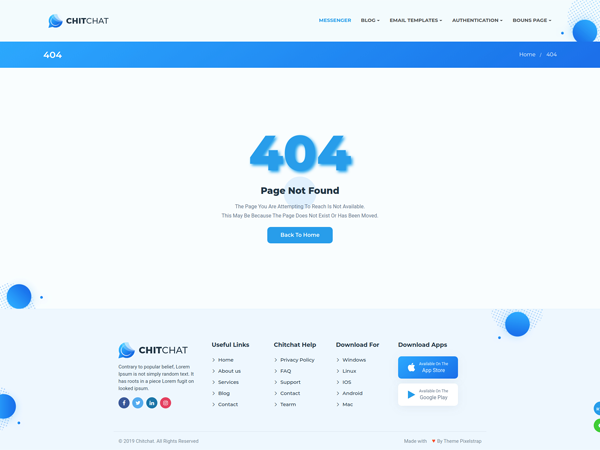 CHITCHAT
MESSENGER BLOG EMAIL TEMPLATES AUTHENTICATION BOUNS PAGE
404
Home / 404
404
Page Not Found
The Page You Are Attempting To Reach Is Not Available.
This May Be Because The Page Does Not Exist Or Has Been Moved.
Back To Home
CHITCHAT
Contrary to popular belief, Lorem
Ipsum is not simply random text. It
has roots in a piece Lorem fugit on
looked ipsum.
Useful Links
Home
About us
Services
Blog
Contact
Chitchat Help
Privacy Policy
FAQ
Support
Contact
Tearm
Download For
Windows
Linux
IOS
Android
Mac
Download Apps
Available On The
App Store
Available On The
Google Play
© 2019 Chitchat. All Rights Reserved
Made with ♥ By Theme Pixelstrap